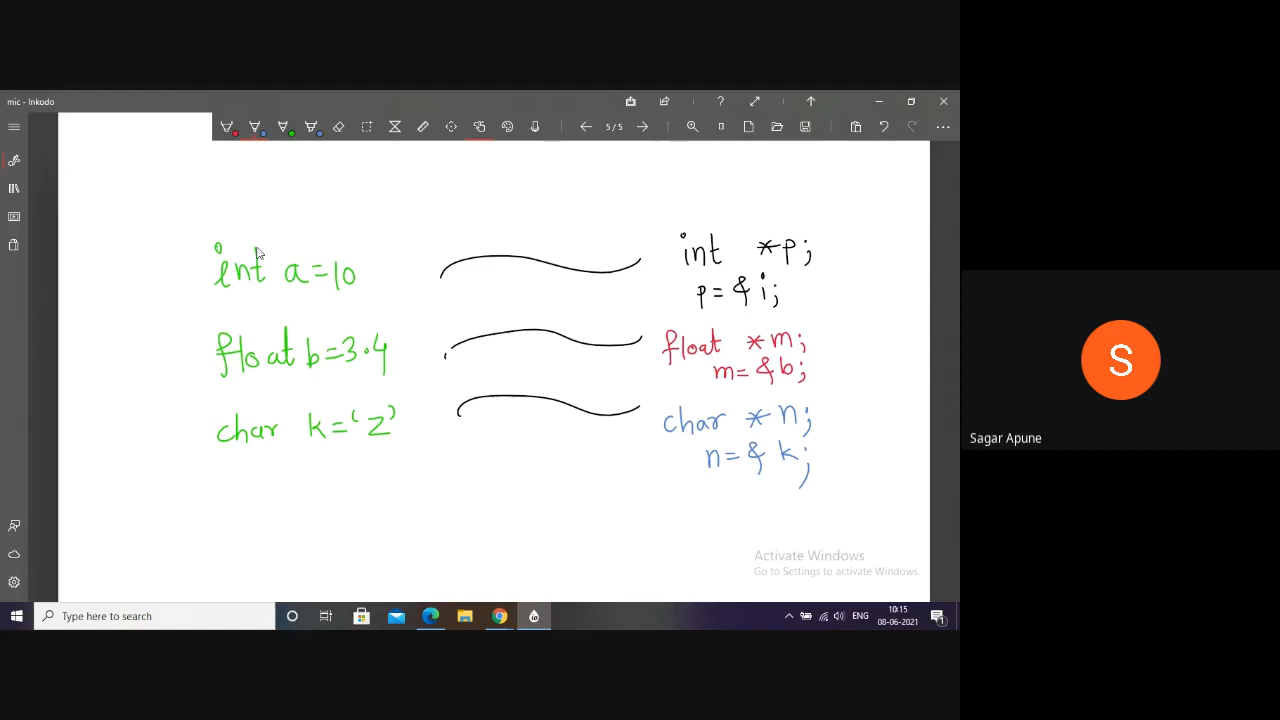 mic - Inkodo
5/5
int a=10
int *p;
p= & i;
float b=3.4
float *m;
m= &b;
char k=‘Z’
char *n;
n= & k;
S
Sagar Apune
Activate Windows
Go to Settings to activate Windows.
Type here to search
ENG
10:15
08-06-2021
1